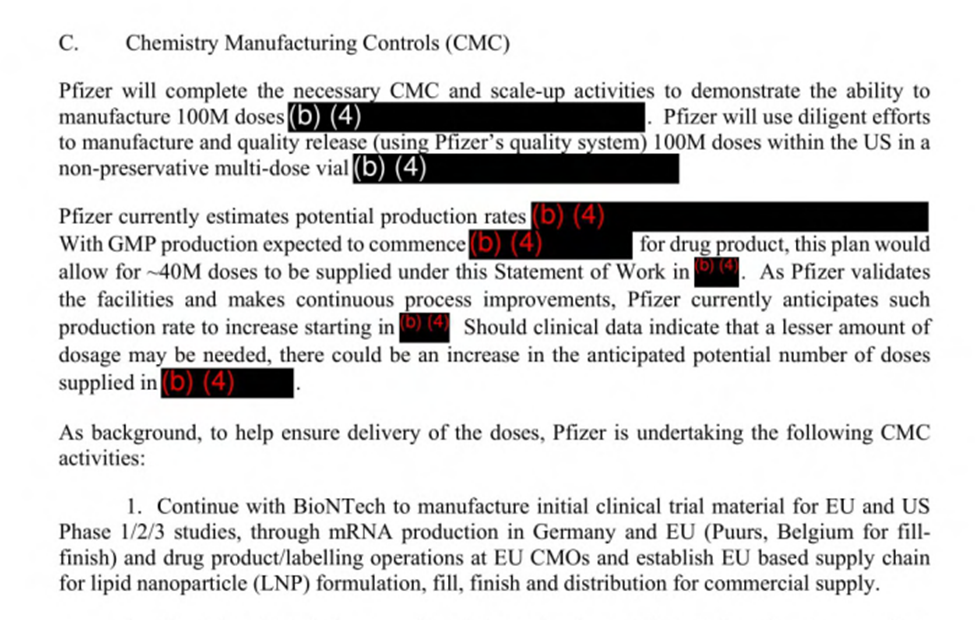 C. Chemistry Manufacturing Controls (CMC)
Pfizer will complete the necessary CMC and scale-up activities to demonstrate the ability to
manufacture 100M doses (b) (4) . Pfizer will use diligent efforts
to manufacture and quality release (using Pfizer's quality system) 100M doses within the US in a
non-preservative multi-dose vial (b) (4)
Pfizer currently estimates potential production rates (b) (4)
With GMP production expected to commence (b) (4) for drug product, this plan would
allow for ~40M doses to be supplied under this Statement of Work in (b) (4). As Pfizer validates
the facilities and makes continuous process improvements, Pfizer currently anticipates such
production rate to increase starting in (b) (4) Should clinical data indicate that a lesser amount of
dosage may be needed, there could be an increase in the anticipated potential number of doses
supplied in (b) (4) .
As background, to help ensure delivery of the doses, Pfizer is undertaking the following CMC
activities:
1. Continue with BioNTech to manufacture initial clinical trial material for EU and US
Phase 1/2/3 studies, through mRNA production in Germany and EU (Puurs, Belgium for fill-
finish) and drug product/labelling operations at EU CMOs and establish EU based supply chain
for lipid nanoparticle (LNP) formulation, fill, finish and distribution for commercial supply.